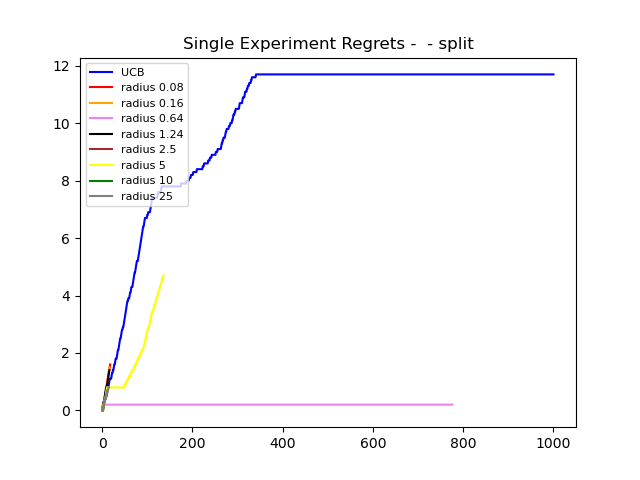 Single Experiment Regrets -  - split
12
10
8
6
4
2
0
UCB
radius 0.08
radius 0.16
radius 0.64
radius 1.24
radius 2.5
radius 5
radius 10
radius 25
0
200
400
600
800
1000